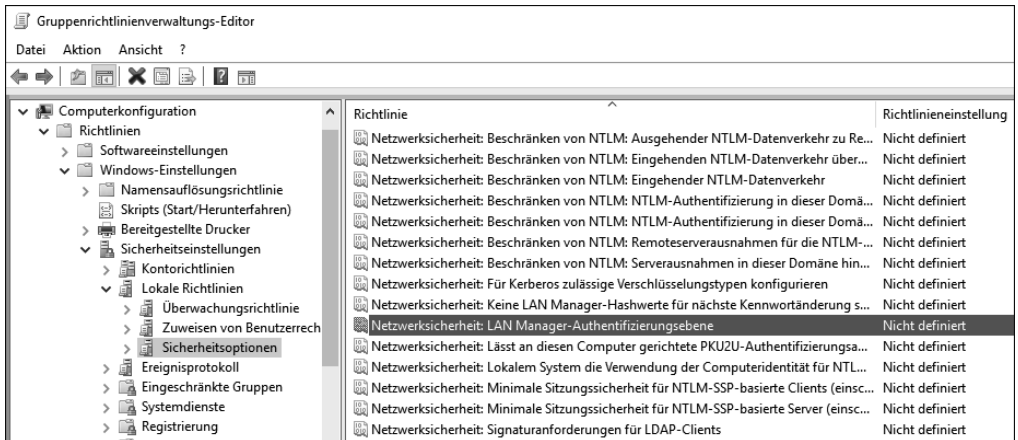 Gruppenrichtlinienverwaltungs-Editor
Datei Aktion Ansicht ?
Computerkonfiguration
Richtlinien
Softwareeinstellungen
Windows-Einstellungen
Namensauflösungsrichtlinie
Skripts (Start/Herunterfahren)
Bereitgestellte Drucker
Sicherheitseinstellungen
Kontorichtlinien
Lokale Richtlinien
Überwachungsrichtlinie
Zuweisen von Benutzerrech
Sicherheitsoptionen
Ereignisprotokoll
Eingeschränkte Gruppen
Systemdienste
Registrierung
Richtlinie Richtlinieneinstellung
Netzwerksicherheit: Beschränken von NTLM: Ausgehender NTLM-Datenverkehr zu Re... Nicht definiert
Netzwerksicherheit: Beschränken von NTLM: Eingehenden NTLM-Datenverkehr über... Nicht definiert
Netzwerksicherheit: Beschränken von NTLM: Eingehender NTLM-Datenverkehr Nicht definiert
Netzwerksicherheit: Beschränken von NTLM: NTLM-Authentifizierung in dieser Domä... Nicht definiert
Netzwerksicherheit: Beschränken von NTLM: NTLM-Authentifizierung in dieser Domä... Nicht definiert
Netzwerksicherheit: Beschränken von NTLM: Remoteserverausnahmen für die NTLM-... Nicht definiert
Netzwerksicherheit: Beschränken von NTLM: Serverausnahmen in dieser Domäne hin... Nicht definiert
Netzwerksicherheit: Für Kerberos zulässige Verschlüsselungstypen konfigurieren Nicht definiert
Netzwerksicherheit: Keine LAN Manager-Hashwerte für nächste Kennwortänderung s... Nicht definiert
Netzwerksicherheit: LAN Manager-Authentifizierungsebene Nicht definiert
Netzwerksicherheit: Lässt an diesen Computer gerichtete PKU2U-Authentifizierungsa... Nicht definiert
Netzwerksicherheit: Lokalem System die Verwendung der Computeridentität für NTL... Nicht definiert
Netzwerksicherheit: Minimale Sitzungssicherheit für NTLM-SSP-basierte Clients (einsc... Nicht definiert
Netzwerksicherheit: Minimale Sitzungssicherheit für NTLM-SSP-basierte Server (einsc... Nicht definiert
Netzwerksicherheit: Signaturanforderungen für LDAP-Clients Nicht definiert